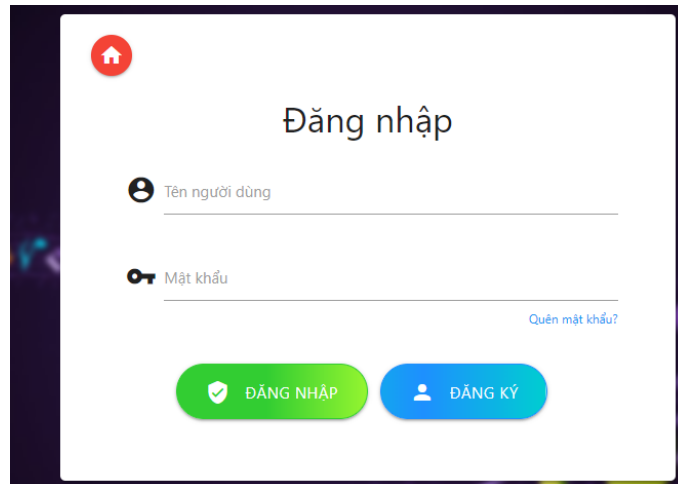 Đăng nhập
Tên người dùng
Mật khẩu
Quên mật khẩu?
ĐĂNG NHẬP
ĐĂNG KÝ